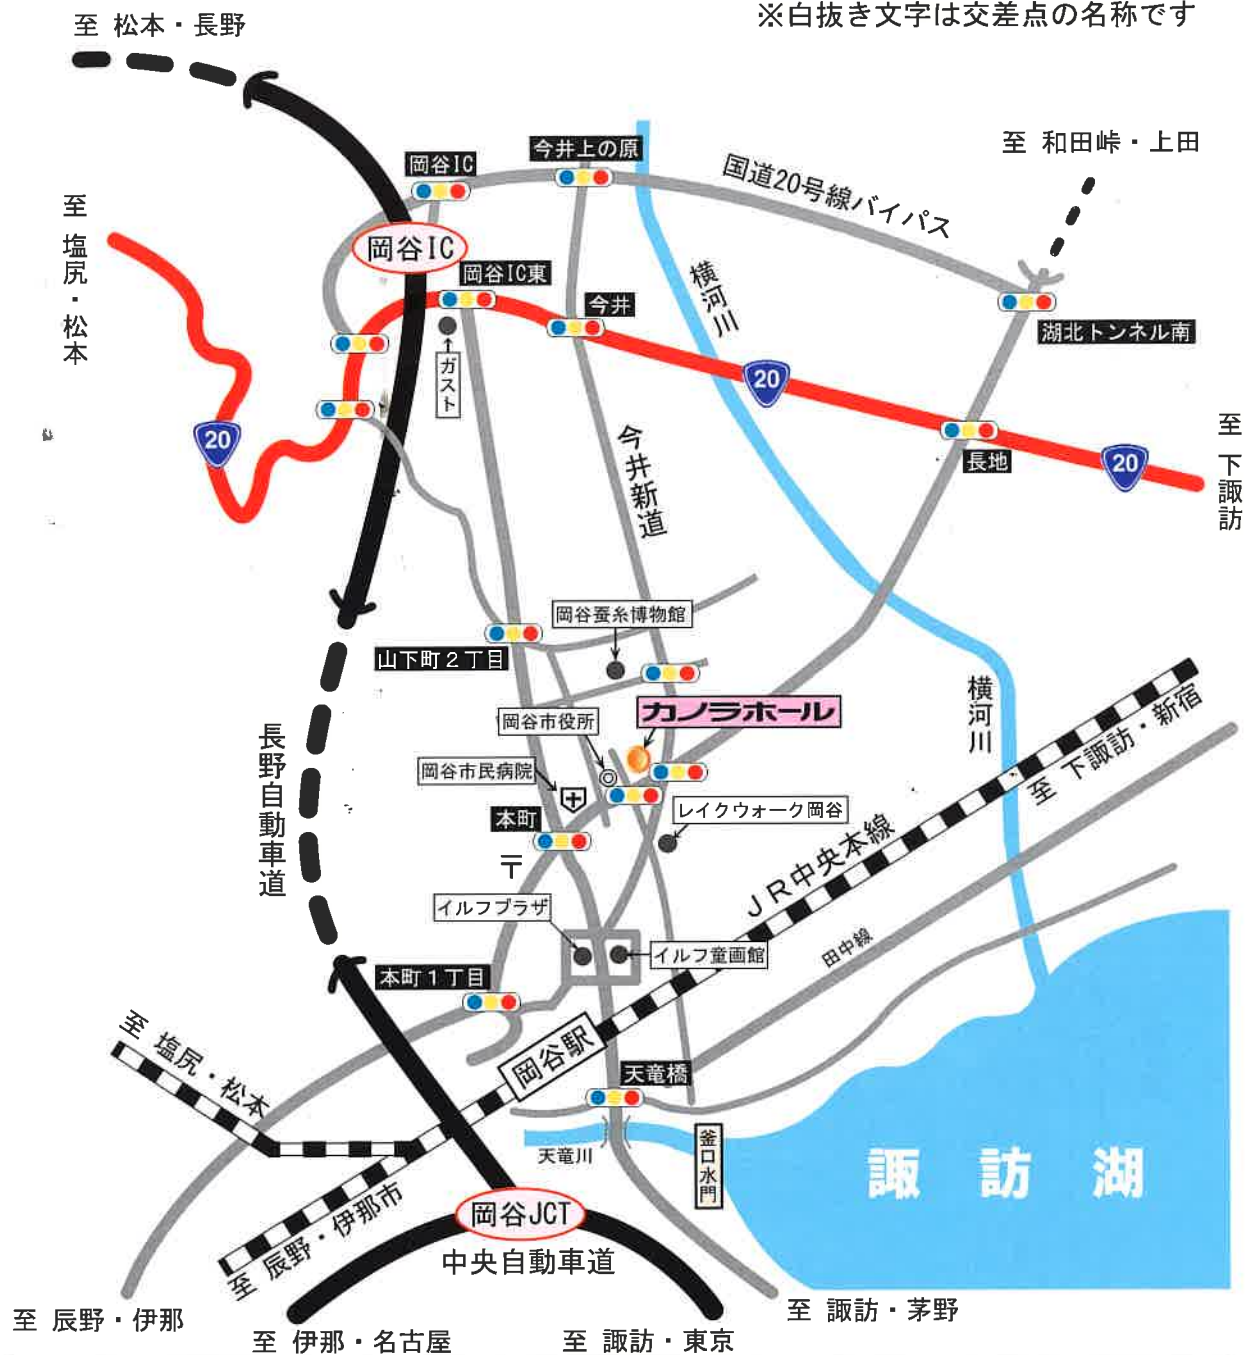 ※白抜き文字は交差点の名称です
至 松本・長野
至 和田峠・上田
今井上の原
岡谷IC
国道20号線バイパス
至 塩尻・松本
岡谷IC
岡谷IC東
横河川
今井
湖北トンネル南
ガスト
20
20
20
長地
至 下諏訪
今井新道
岡谷蚕糸博物館
山下町2丁目
カノラホール
岡谷市役所
横河川
至 下諏訪・新宿
長野自動車道
岡谷市民病院
本町
レイクウォーク岡谷
〒
JR中央本線
イルフプラザ
イルフ童画館
田中線
本町1丁目
至 塩尻・松本
岡谷駅
天竜橋
釜口水門
天竜川
諏訪湖
至 辰野・伊那市
岡谷JCT
中央自動車道
至 辰野・伊那
至 伊那・名古屋
至 諏訪・東京
至 諏訪・茅野